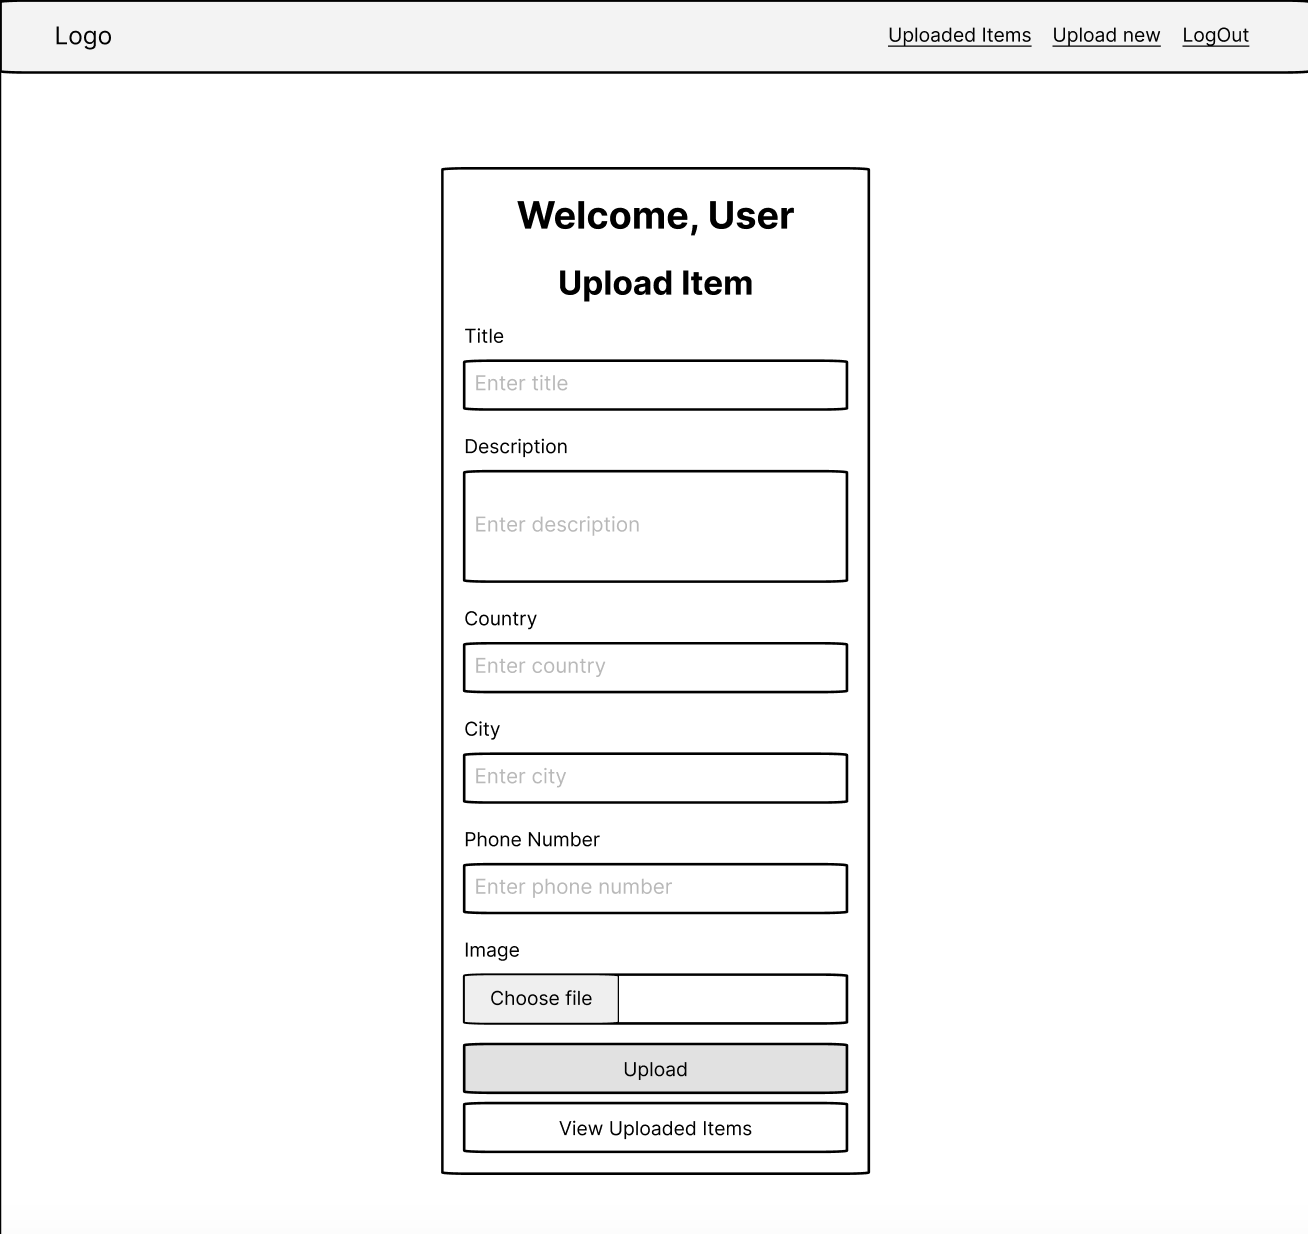 Logo
Uploaded Items Upload new LogOut
Welcome, User
Upload Item
Title
Enter title
Description
Enter description
Country
Enter country
City
Enter city
Phone Number
Enter phone number
Image
Choose file
Upload
View Uploaded Items